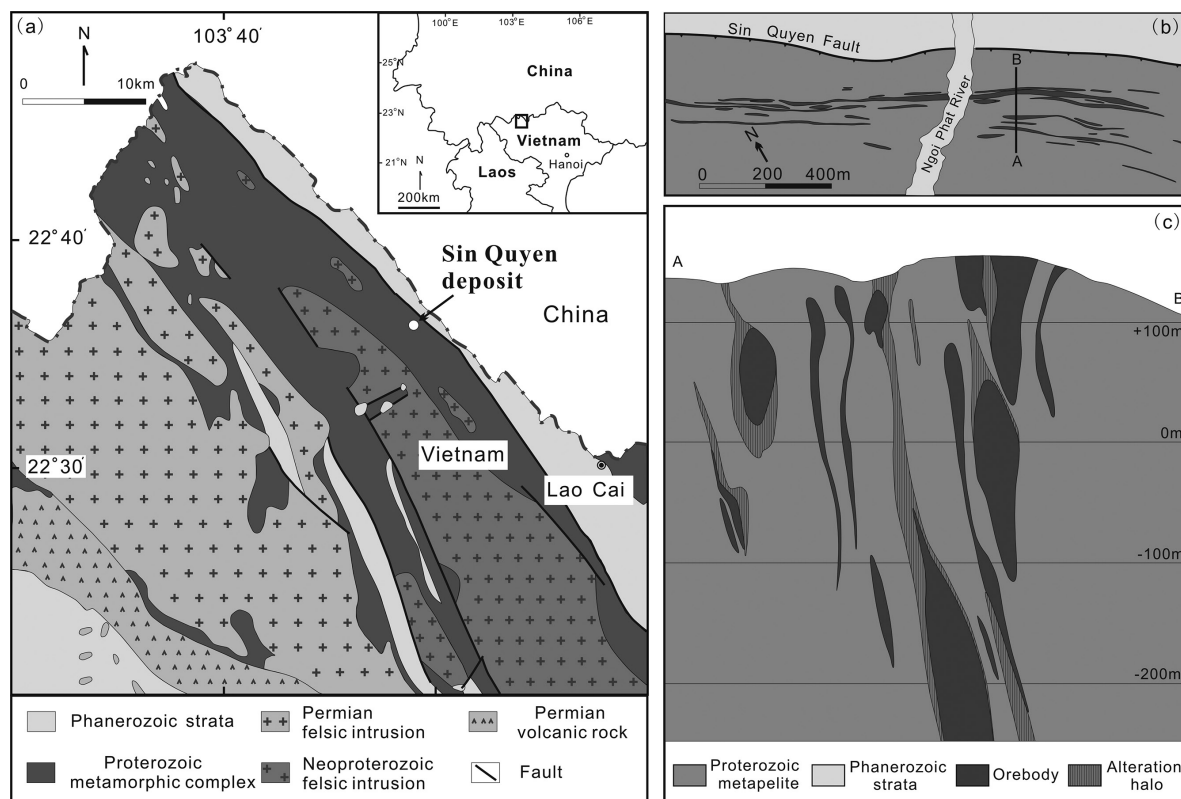 (a)
N
103°40′
0 10km
22°40′
22°30′
Sin Quyen
deposit
China
Vietnam
Lao Cai
100°E 103°E 106°E
25°N
23°N
21°N
China
Vietnam
Hanoi
Laos
N
200km
Phanerozoic strata
Permian
felsic intrusion
Permian
volcanic rock
Proterozoic
metamorphic complex
Neoproterozoic
felsic intrusion
Fault
(b)
Sin Quyen Fault
B
Ngoi Phat River
N
A
0 200 400m
(c)
A
B
+100m
0m
-100m
-200m
Proterozoic
metapelite
Phanerozoic
strata
Orebody
Alteration
halo